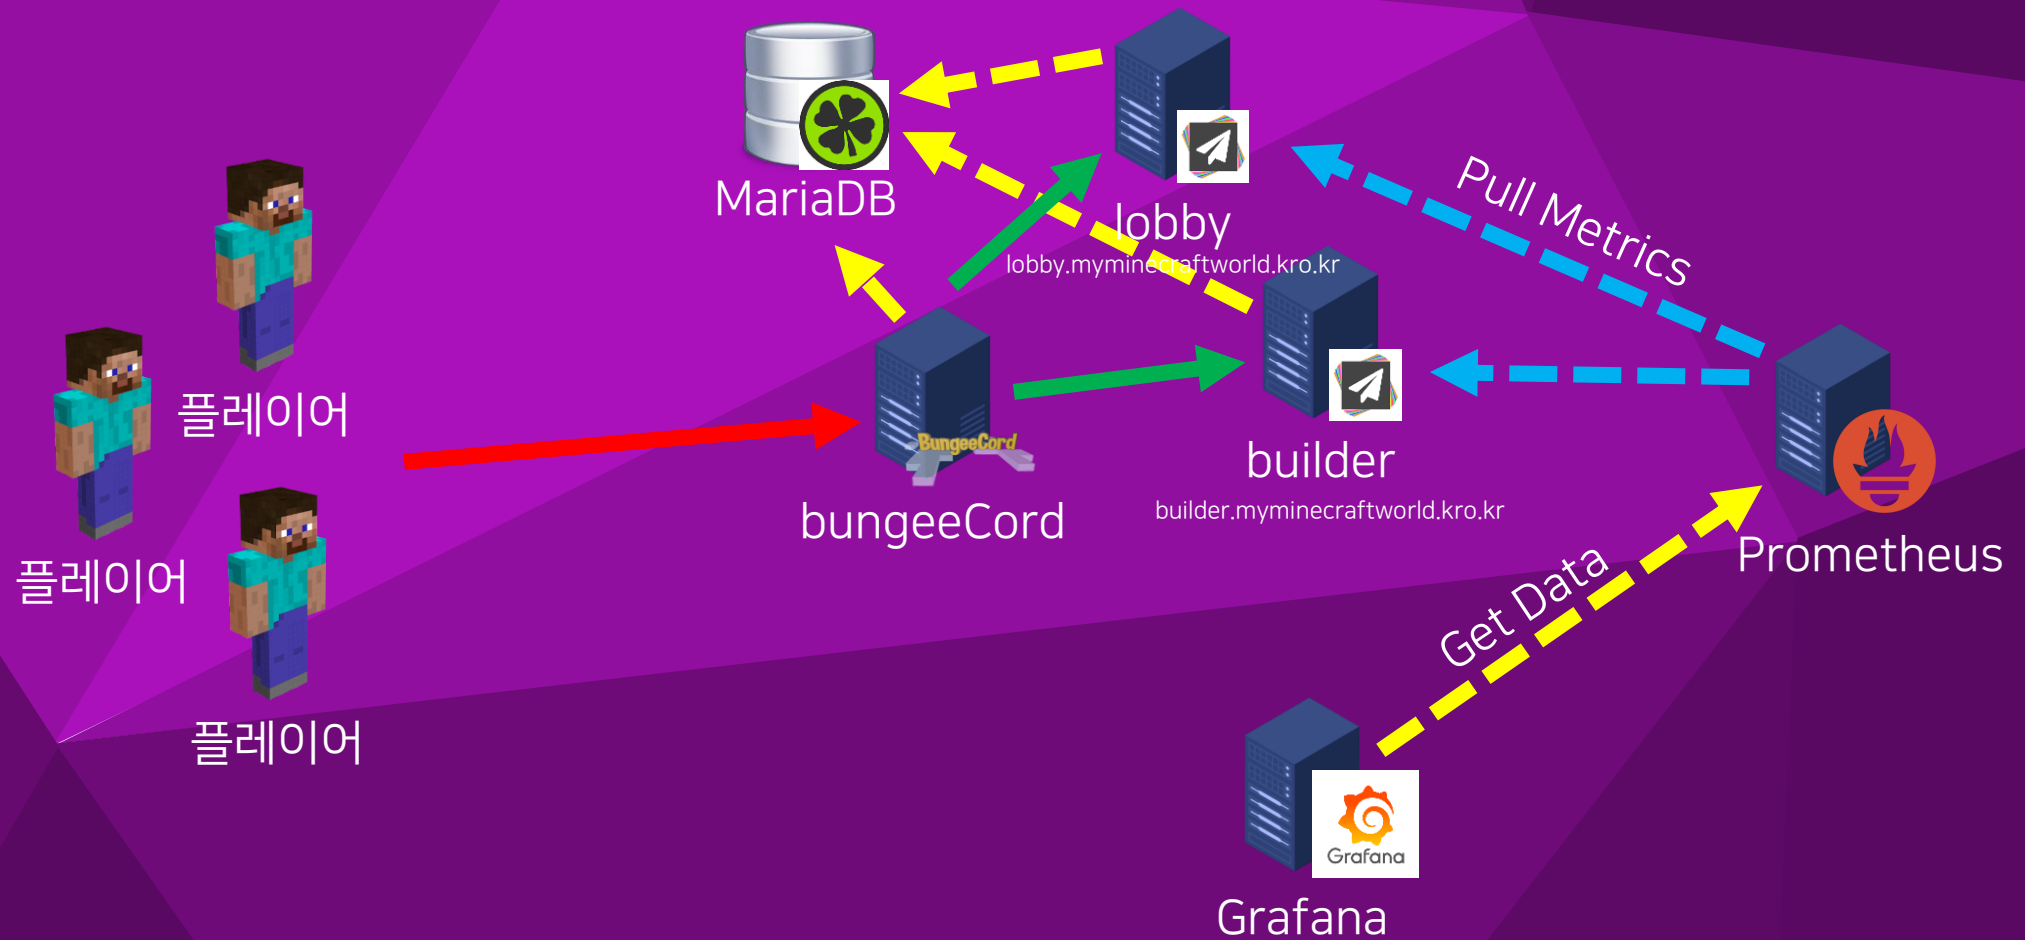 MariaDB
lobby
lobby.myminecraftworld.kro.kr
Pull Metrics
플레이어
플레이어
플레이어
BungeeCord
bungeeCord
builder
builder.myminecraftworld.kro.kr
Prometheus
Get Data
Grafana
Grafana